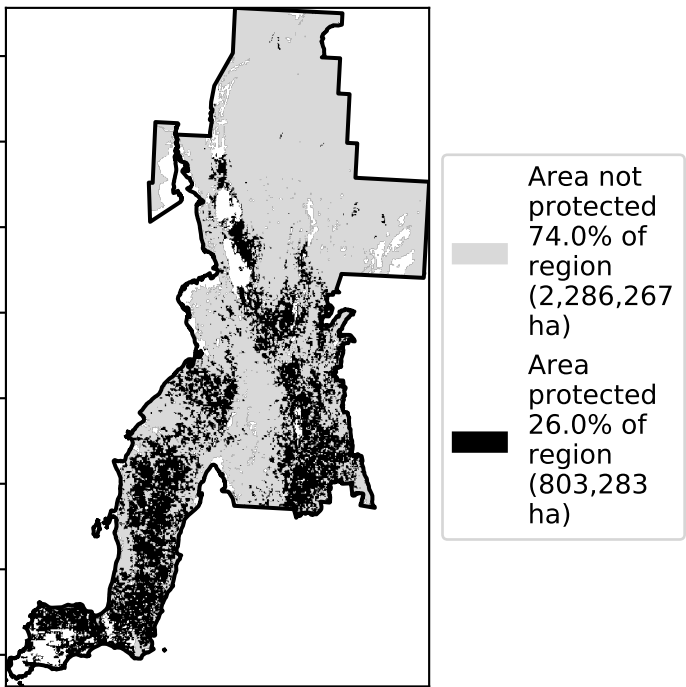 Area not
protected
74.0% of
region
(2,286,267
ha)
Area
protected
26.0% of
region
(803,283
ha)